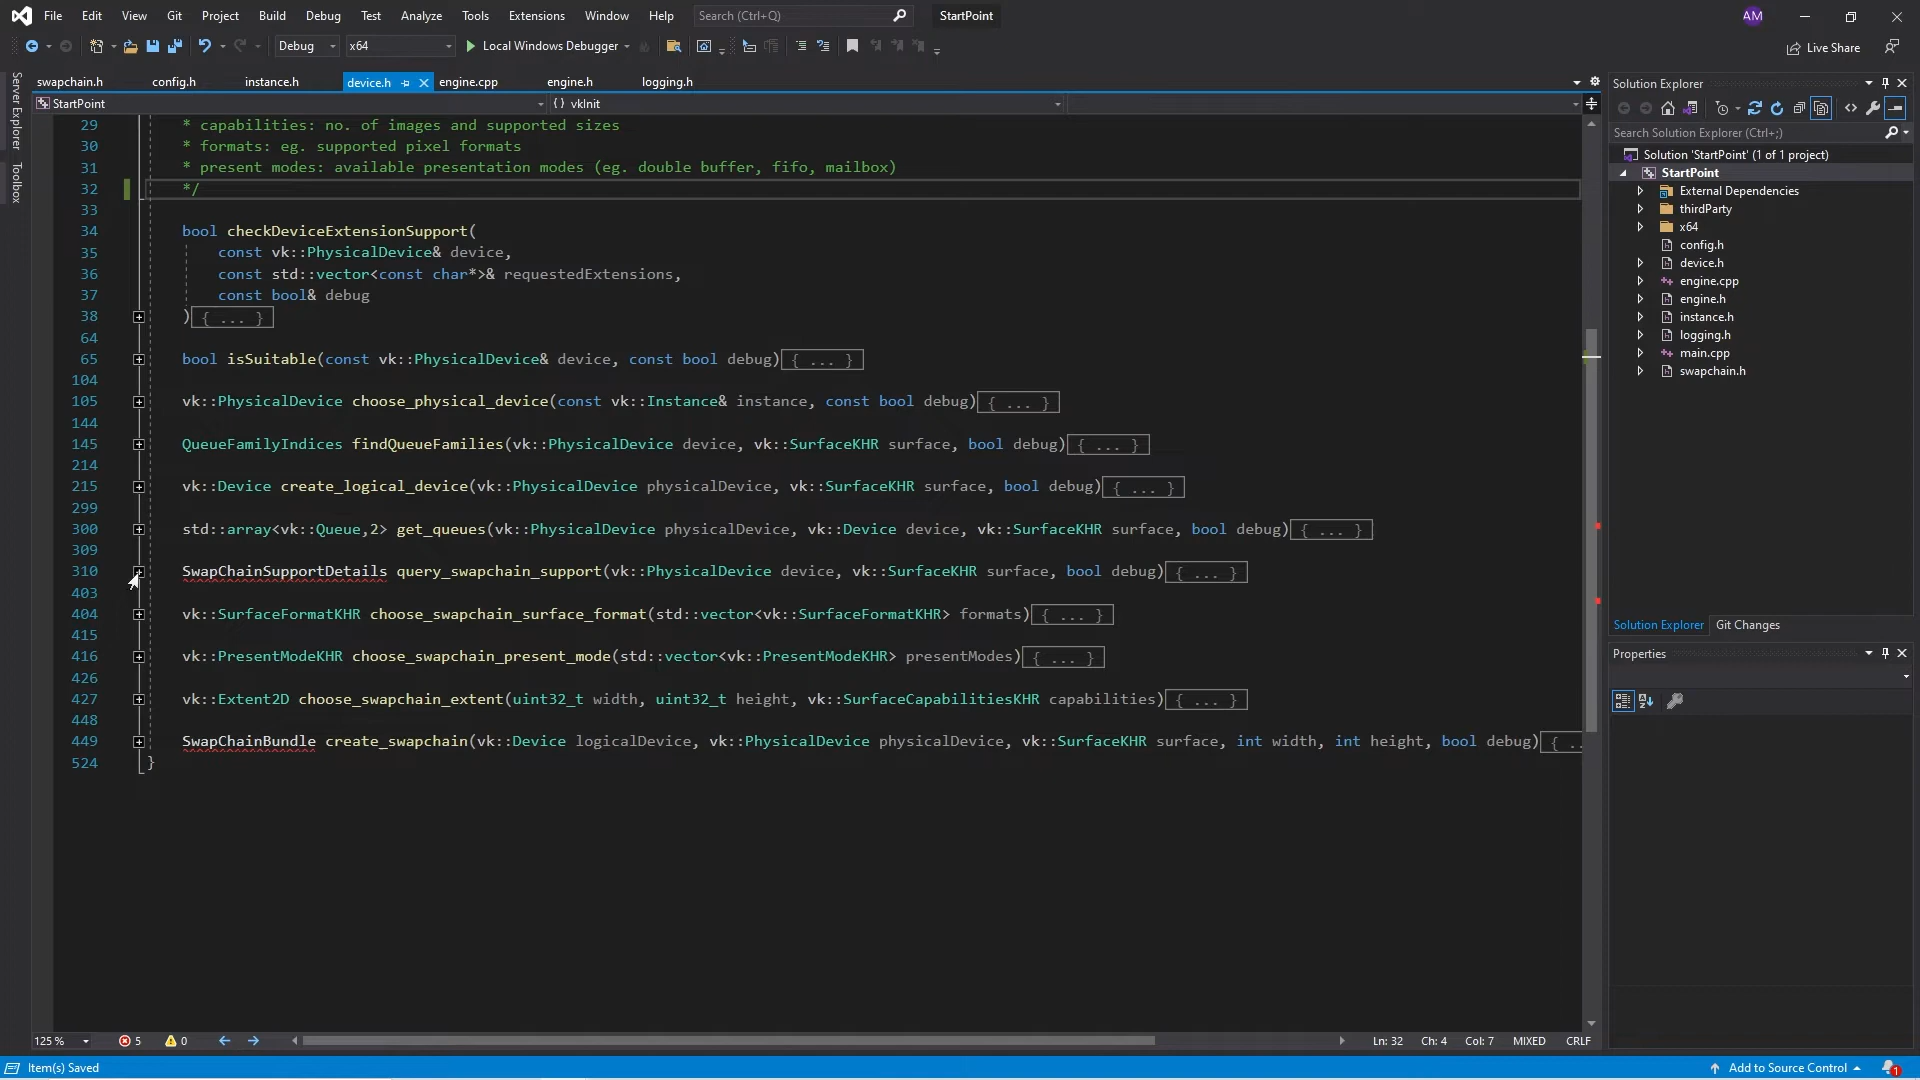 File Edit View Git Project Build Debug Test Analyze Tools Extensions Window Help Search (Ctrl+Q) StartPoint AM
Debug x64 Local Windows Debugger Live Share
Server Explorer
Toolbox
swapchain.h config.h instance.h device.h engine.cpp engine.h logging.h
StartPoint {} vkInit
29 * capabilities: no. of images and supported sizes
30 * formats: eg. supported pixel formats
31 * present modes: available presentation modes (eg. double buffer, fifo, mailbox)
32 */
33
34 bool checkDeviceExtensionSupport(
35 const vk::PhysicalDevice& device,
36 const std::vector<const char*>& requestedExtensions,
37 const bool& debug
38 ){ ... }
64
65 bool isSuitable(const vk::PhysicalDevice& device, const bool debug){ ... }
104
105 vk::PhysicalDevice choose_physical_device(const vk::Instance& instance, const bool debug){ ... }
144
145 QueueFamilyIndices findQueueFamilies(vk::PhysicalDevice device, vk::SurfaceKHR surface, bool debug){ ... }
214
215 vk::Device create_logical_device(vk::PhysicalDevice physicalDevice, vk::SurfaceKHR surface, bool debug){ ... }
299
300 std::array<vk::Queue,2> get_queues(vk::PhysicalDevice physicalDevice, vk::Device device, vk::SurfaceKHR surface, bool debug){ ... }
309
310 SwapChainSupportDetails query_swapchain_support(vk::PhysicalDevice device, vk::SurfaceKHR surface, bool debug){ ... }
403
404 vk::SurfaceFormatKHR choose_swapchain_surface_format(std::vector<vk::SurfaceFormatKHR> formats){ ... }
415
416 vk::PresentModeKHR choose_swapchain_present_mode(std::vector<vk::PresentModeKHR> presentModes){ ... }
426
427 vk::Extent2D choose_swapchain_extent(uint32_t width, uint32_t height, vk::SurfaceCapabilitiesKHR capabilities){ ... }
448
449 SwapChainBundle create_swapchain(vk::Device logicalDevice, vk::PhysicalDevice physicalDevice, vk::SurfaceKHR surface, int width, int height, bool debug){ ..
524 }
Solution Explorer
Search Solution Explorer (Ctrl+;)
Solution 'StartPoint' (1 of 1 project)
StartPoint
External Dependencies
thirdParty
x64
config.h
device.h
engine.cpp
engine.h
instance.h
logging.h
main.cpp
swapchain.h
Solution Explorer Git Changes
Properties
125 % 5 0 Ln: 32 Ch: 4 Col: 7 MIXED CRLF
Item(s) Saved Add to Source Control 1